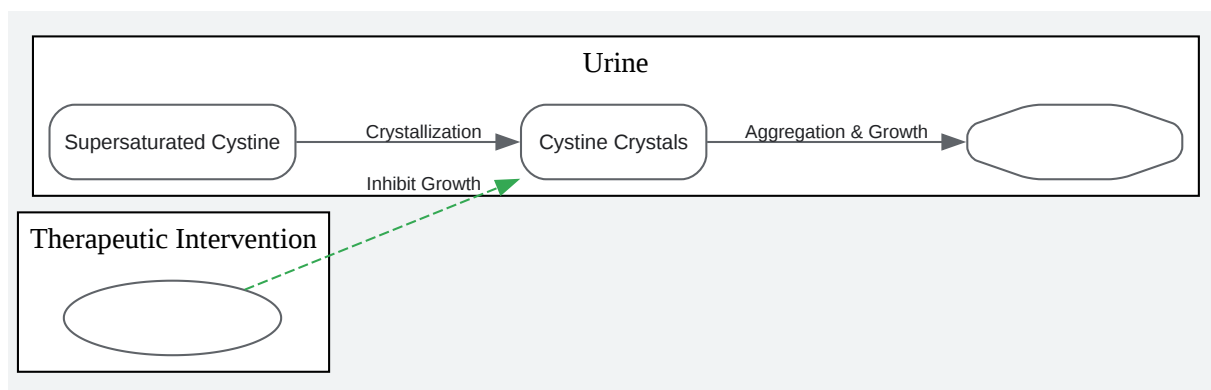 Urine
Supersaturated Cystine
Crystallization
Cystine Crystals
Aggregation & Growth
Inhibit Growth
Therapeutic Intervention